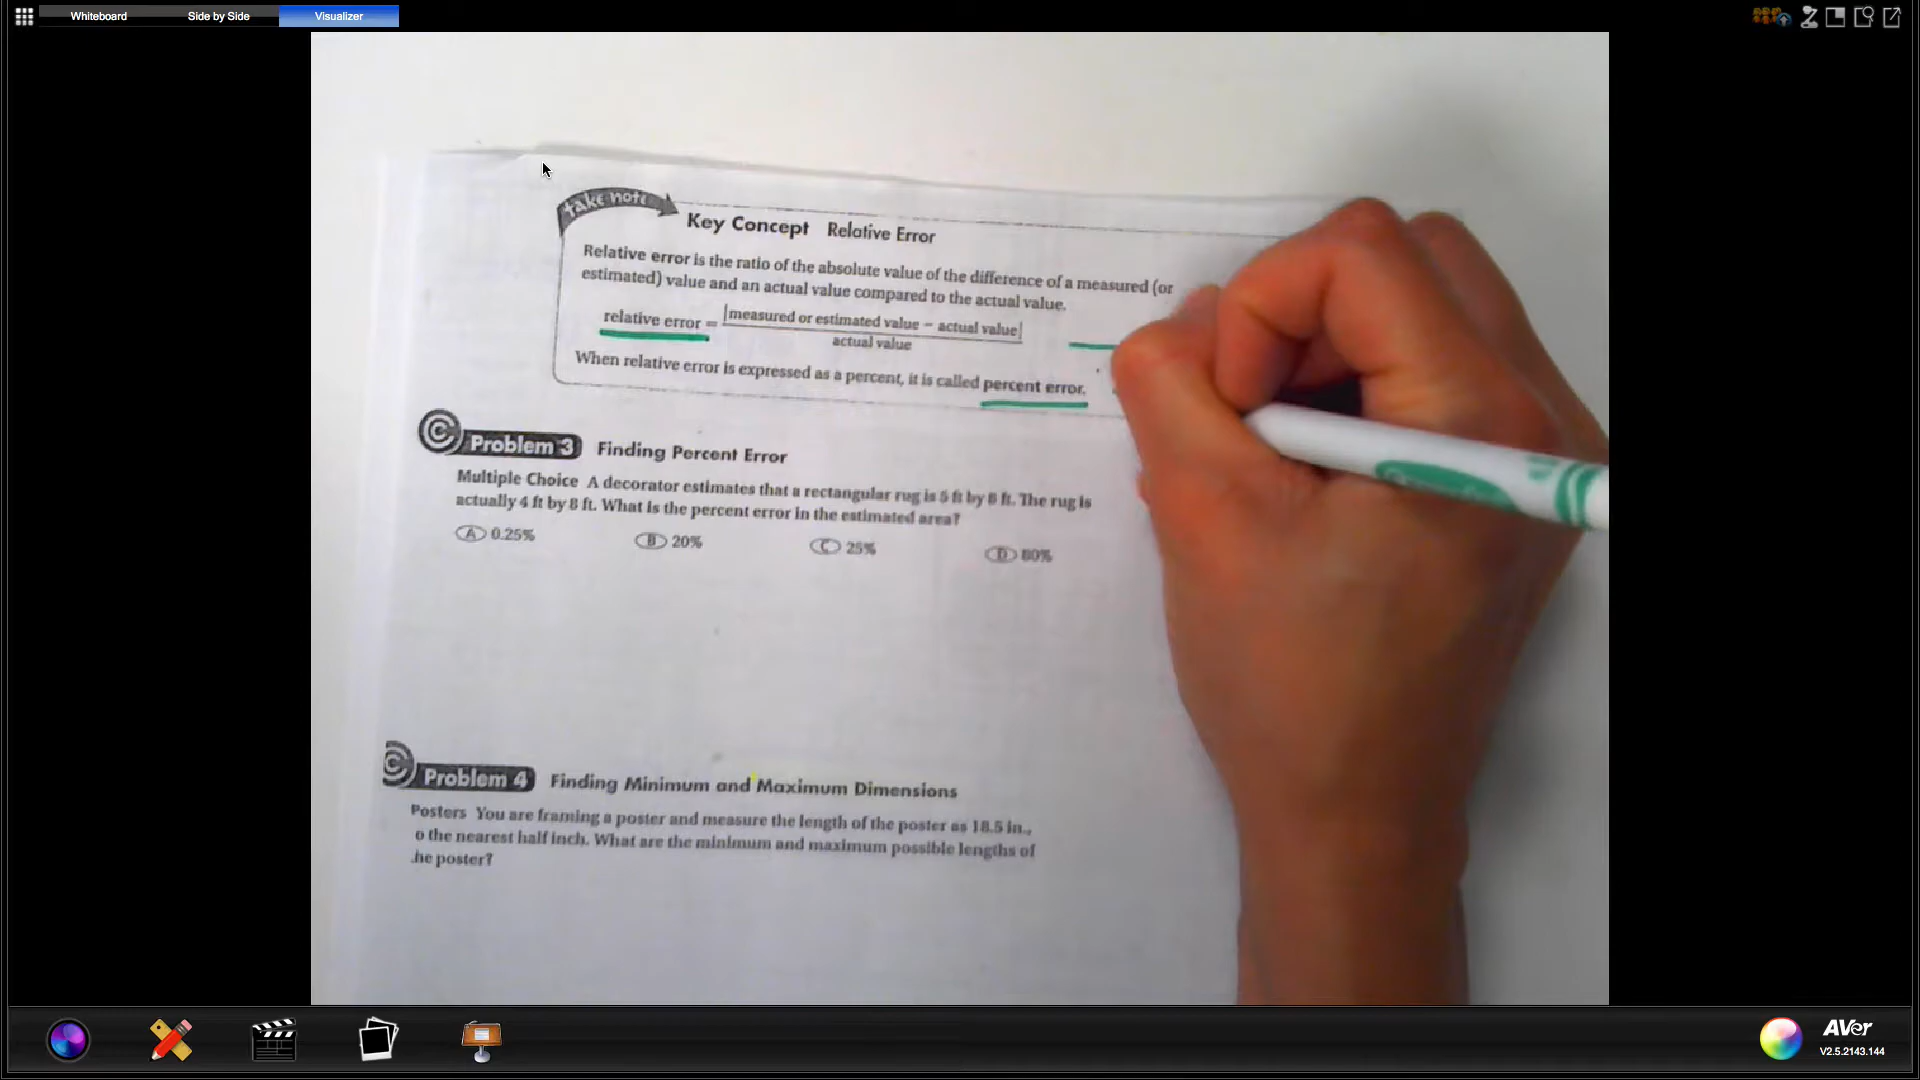 Whiteboard
Side by Side
Visualizer
take note
Key Concept Relative Error
Relative error is the ratio of the absolute value of the difference of a measured (or
estimated) value and an actual value compared to the actual value.
relative error = |measured or estimated value − actual value|
actual value
When relative error is expressed as a percent, it is called percent error.
Problem 3 Finding Percent Error
Multiple Choice A decorator estimates that a rectangular rug is 5 ft by 8 ft. The rug is
actually 4 ft by 8 ft. What is the percent error in the estimated area?
A 0.25%
B 20%
C 25%
D 80%
Problem 4 Finding Minimum and Maximum Dimensions
Posters You are framing a poster and measure the length of the poster as 18.5 in.,
o the nearest half inch. What are the minimum and maximum possible lengths of
he poster?
AVer
V2.5.2143.144